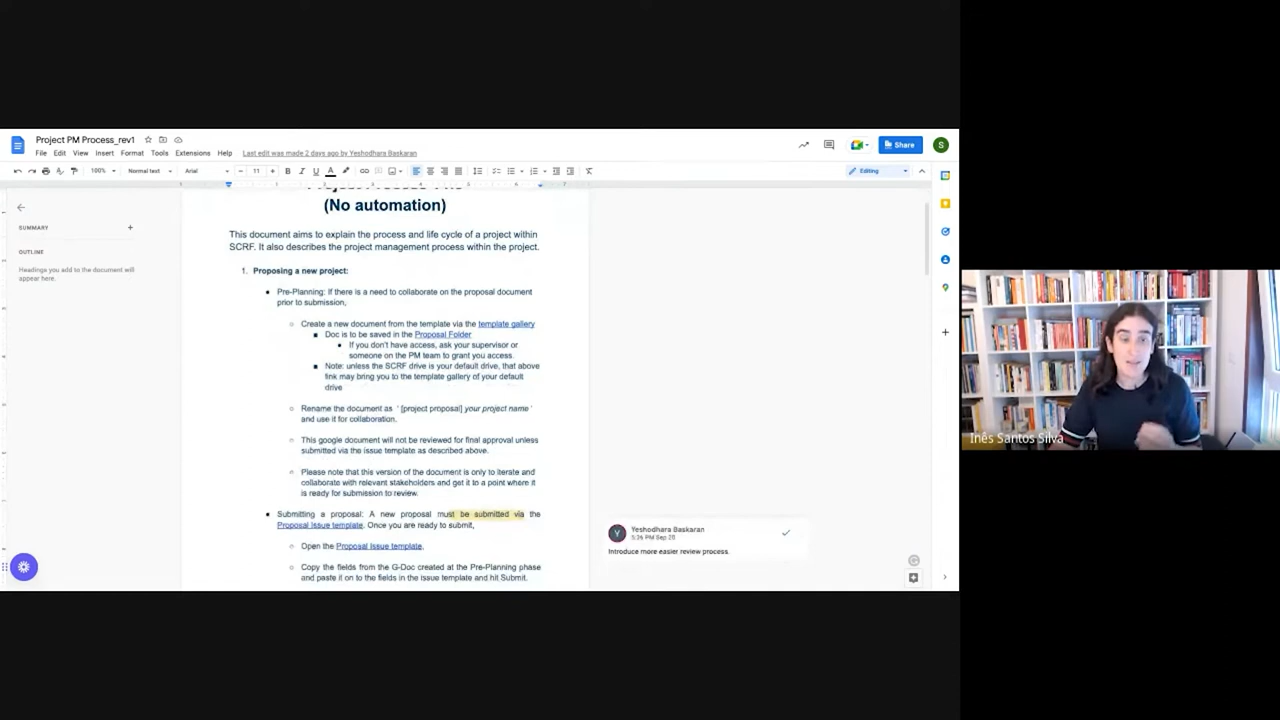 Project PM Process_rev1
File Edit View Insert Format Tools Extensions Help Last edit was made 2 days ago by Yeshodhara Baskaran
Share
S
100% Normal text Arial 11 Editing
(No automation)
This document aims to explain the process and life cycle of a project within
SCRF. It also describes the project management process within the project.
SUMMARY
OUTLINE
Headings you add to the document will
appear here.
1. Proposing a new project:
Pre-Planning: If there is a need to collaborate on the proposal document
prior to submission,
Create a new document from the template via the template gallery
Doc is to be saved in the Proposal Folder
If you don't have access, ask your supervisor or
someone on the PM team to grant you access.
Note: unless the SCRF drive is your default drive, that above
link may bring you to the template gallery of your default
drive
Rename the document as ' [project proposal] your project name '
and use it for collaboration.
This google document will not be reviewed for final approval unless
submitted via the issue template as described above.
Please note that this version of the document is only to iterate and
collaborate with relevant stakeholders and get it to a point where it
is ready for submission to review.
Submitting a proposal: A new proposal must be submitted via the
Proposal Issue template. Once you are ready to submit,
Open the Proposal Issue template.
Copy the fields from the G-Doc created at the Pre-Planning phase
and paste it on to the fields in the issue template and hit Submit.
Y
Yeshodhara Baskaran
Introduce more easier review process.
Inês Santos Silva